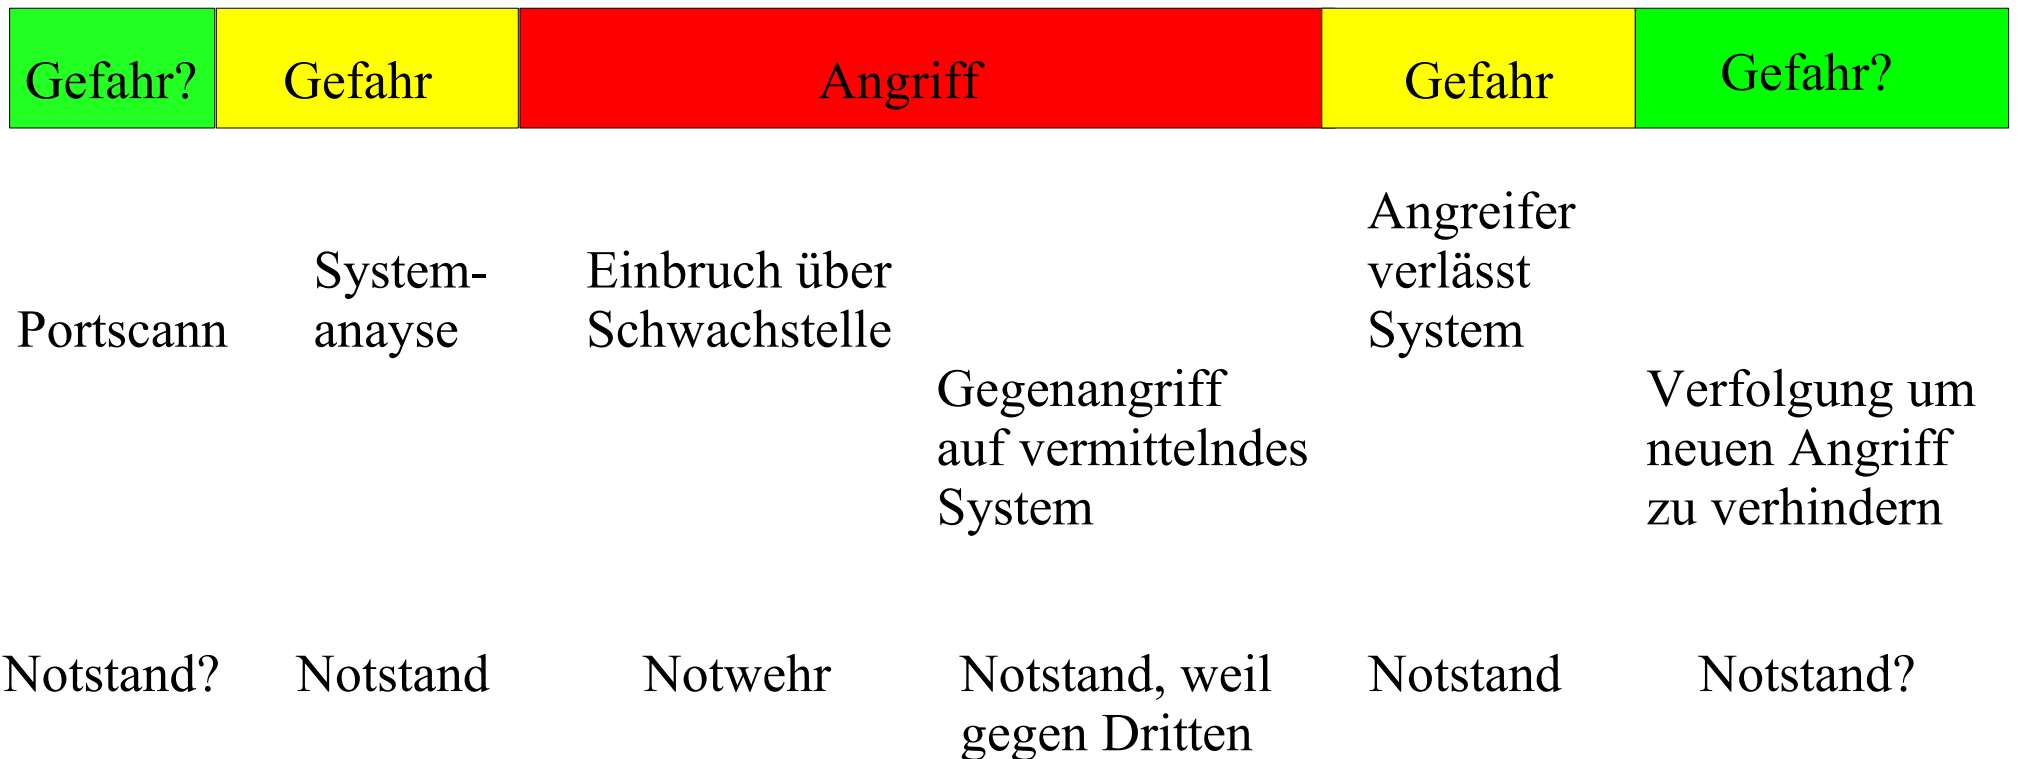 Gefahr?
Gefahr
Angriff
Gefahr
Gefahr?
Portscann
System-
anayse
Einbruch über
Schwachstelle
Gegenangriff
auf vermittelndes
System
Angreifer
verlässt
System
Verfolgung um
neuen Angriff
zu verhindern
Notstand?
Notstand
Notwehr
Notstand, weil
gegen Dritten
Notstand
Notstand?